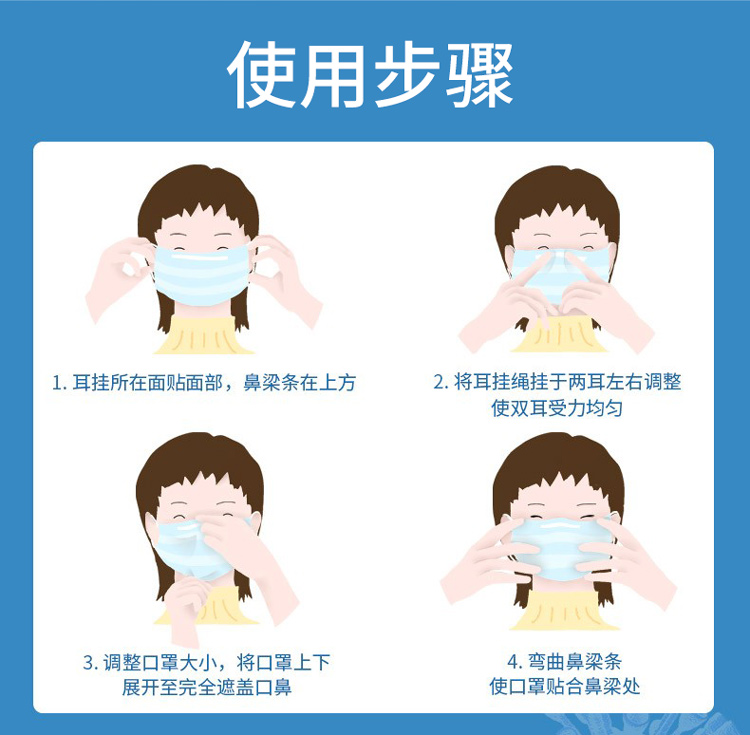 使用步骤
1. 耳挂所在面贴面部，鼻梁条在上方
2. 将耳挂绳挂于两耳左右调整
使双耳受力均匀
3. 调整口罩大小，将口罩上下
展开至完全遮盖口鼻
4. 弯曲鼻梁条
使口罩贴合鼻梁处